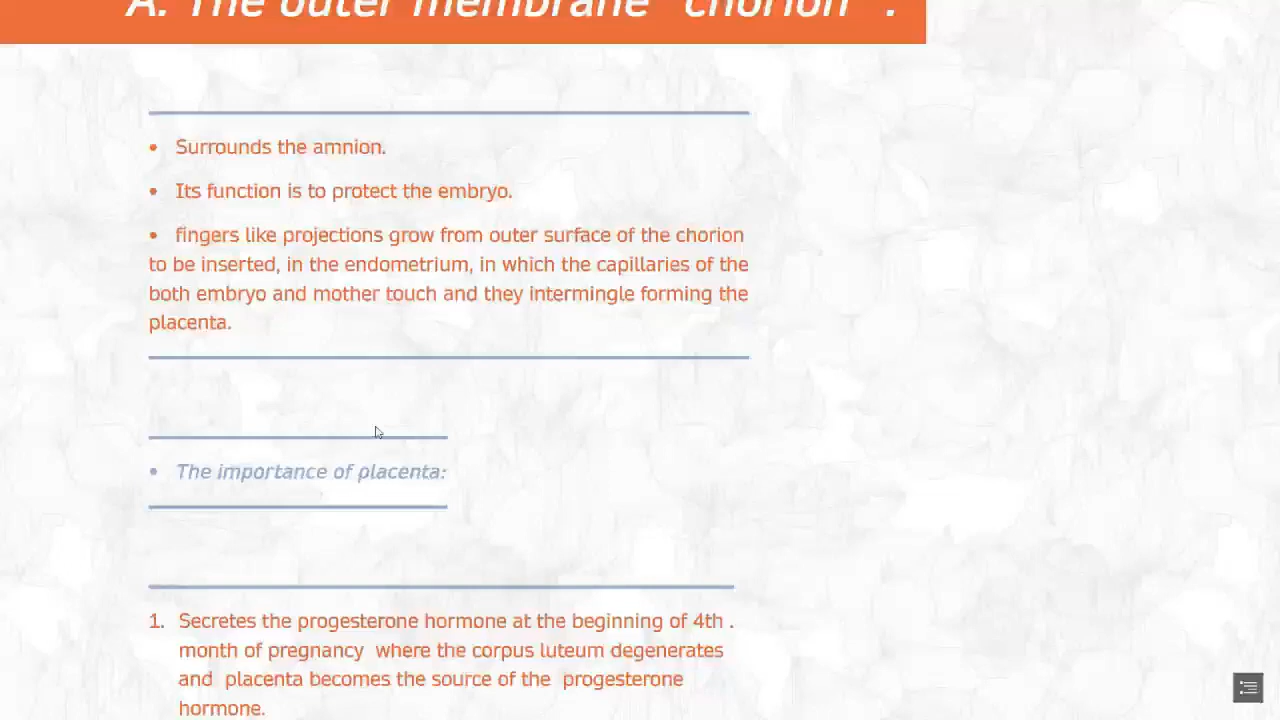 A. The outer membrane "chorion" .
• Surrounds the amnion.
• Its function is to protect the embryo.
• fingers like projections grow from outer surface of the chorion
to be inserted, in the endometrium, in which the capillaries of the
both embryo and mother touch and they intermingle forming the
placenta.
• The importance of placenta:
1. Secretes the progesterone hormone at the beginning of 4th .
month of pregnancy where the corpus luteum degenerates
and placenta becomes the source of the progesterone
hormone.